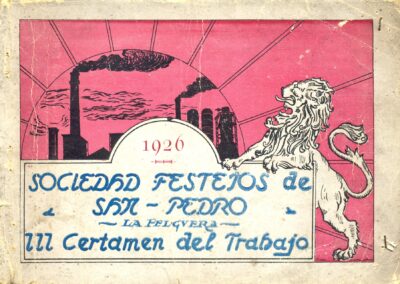 1926
SOCIEDAD FESTEJOS de
SAN - PEDRO
- LA FELGUERA -
III Certamen del Trabajo